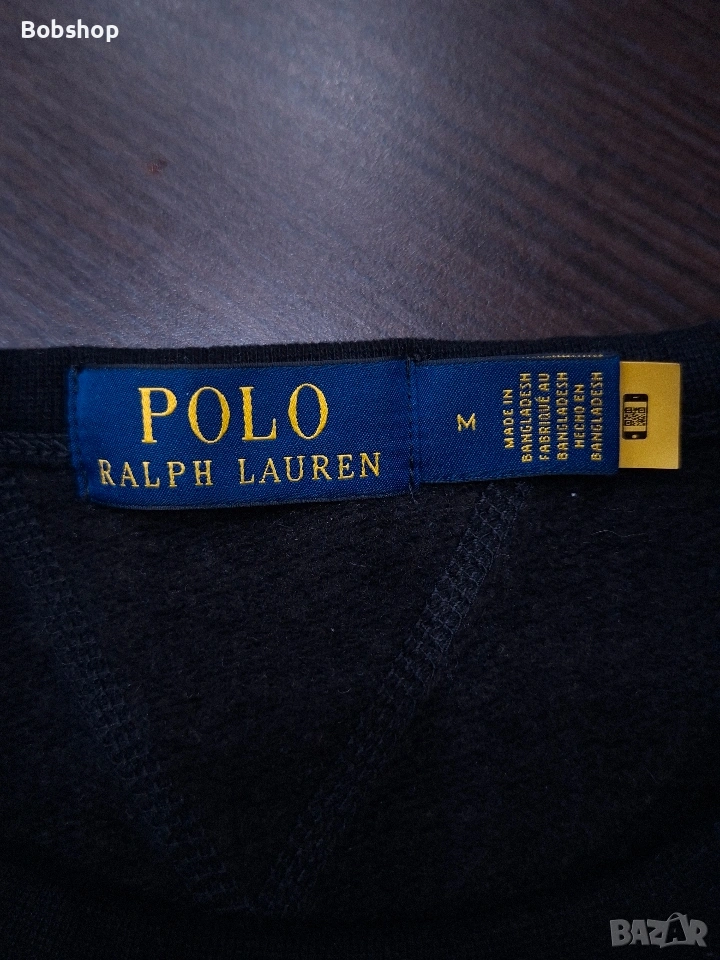 Bobshop
POLO
RALPH LAUREN
M
MADE IN
BANGLADESH
FABRIQUÉ AU
BANGLADESH
HECHO EN
BANGLADESH
BAZAR